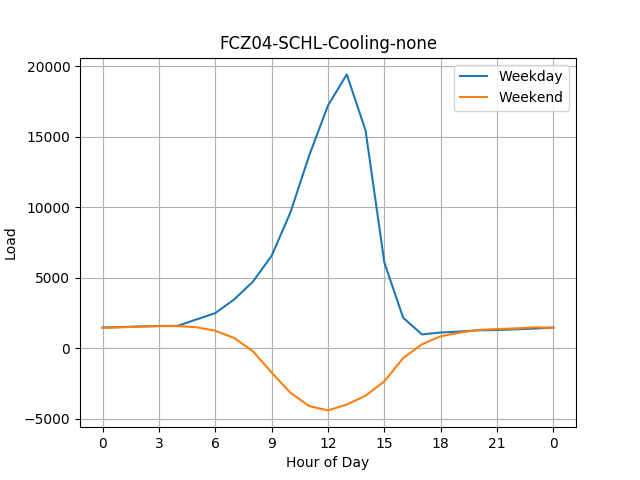 FCZ04-SCHL-Cooling-none
Weekday
Weekend
Load
20000
15000
10000
5000
0
−5000
0 3 6 9 12 15 18 21 0
Hour of Day